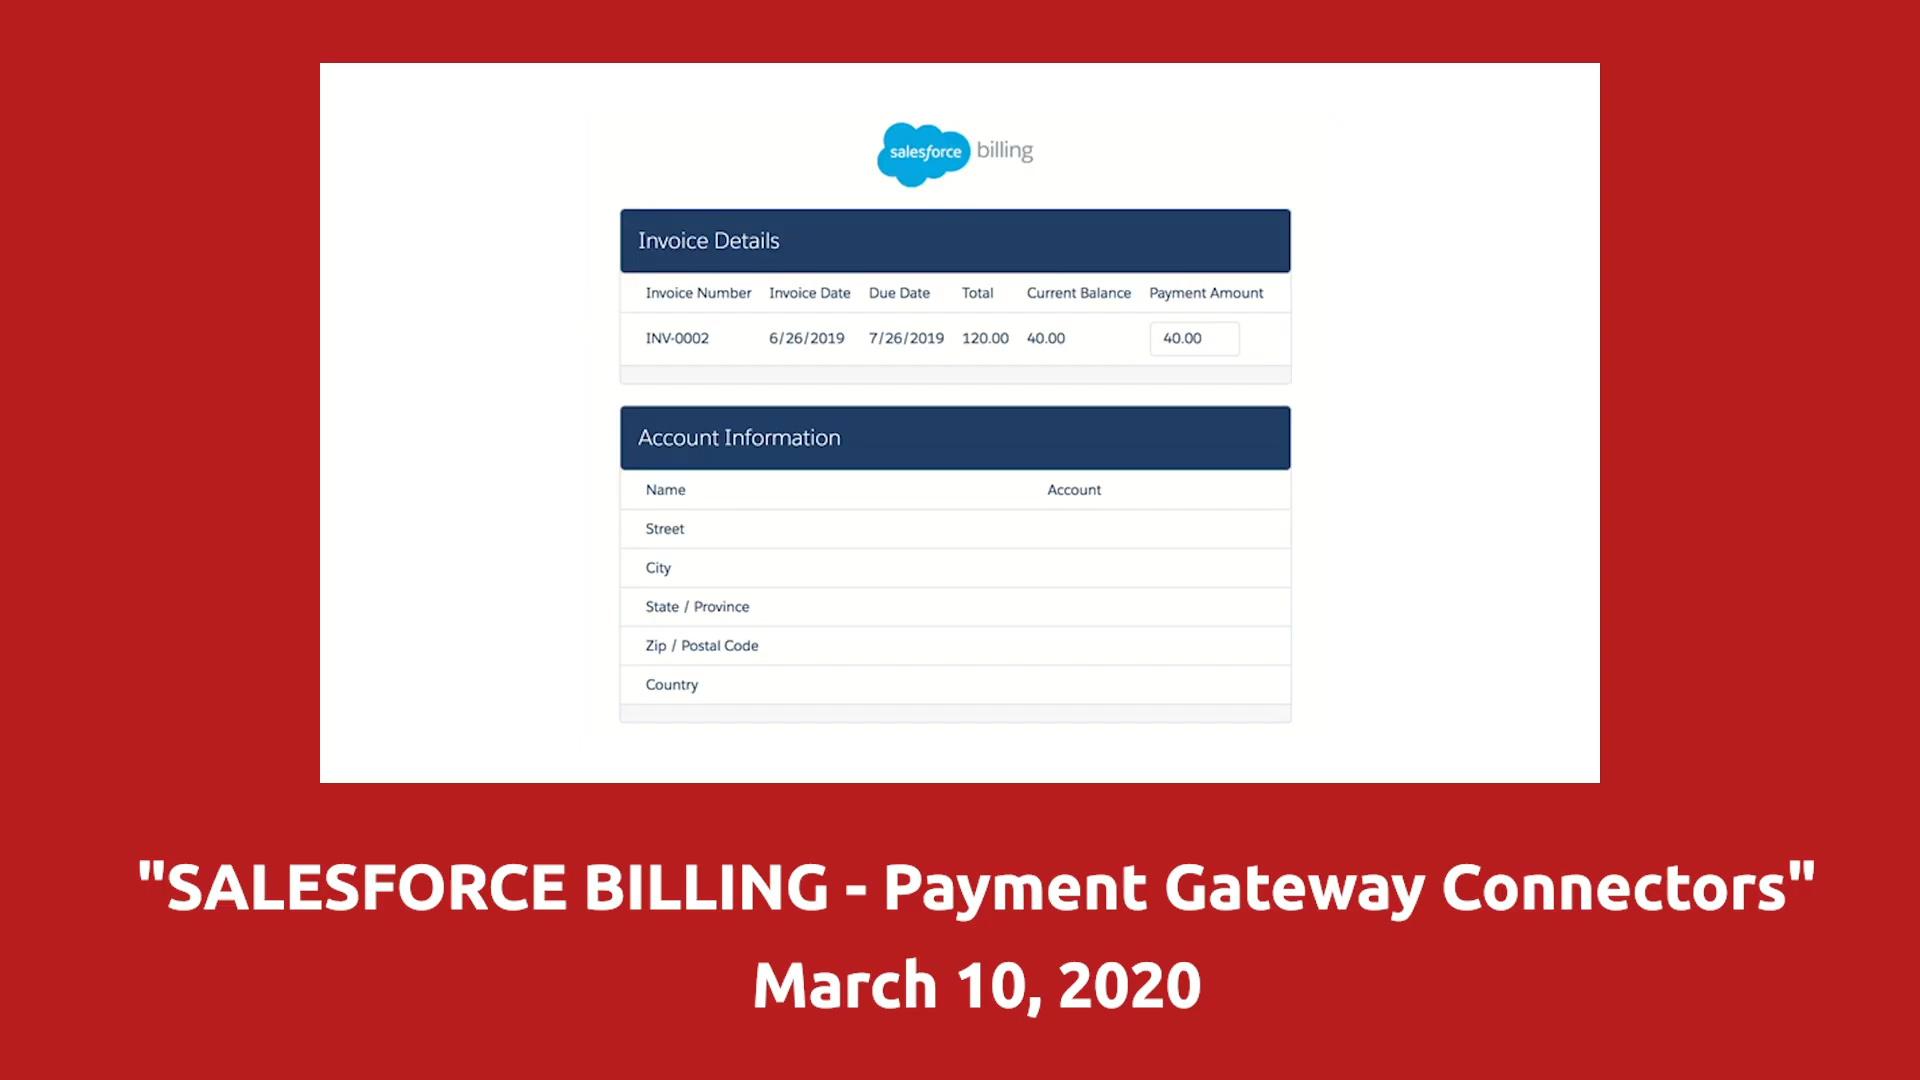 salesforce billing
Invoice Details
Invoice Number Invoice Date Due Date Total Current Balance Payment Amount
INV-0002 6/26/2019 7/26/2019 120.00 40.00 40.00
Account Information
Name Account
Street
City
State / Province
Zip / Postal Code
Country
"SALESFORCE BILLING - Payment Gateway Connectors"
March 10, 2020